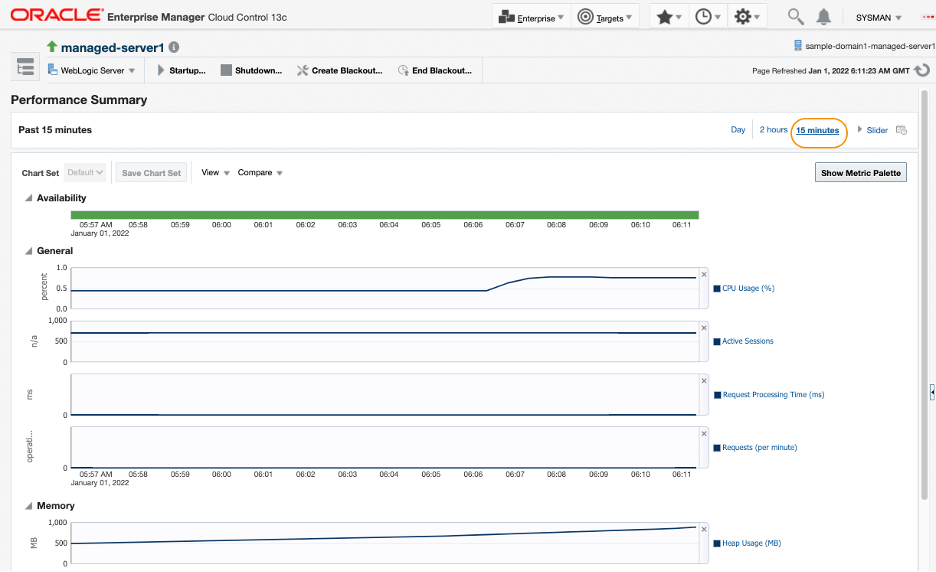 ORACLE Enterprise Manager Cloud Control 13c
Enterprise Targets SYSMAN
managed-server1 sample-domain1-managed-server1
WebLogic Server Startup... Shutdown... Create Blackout... End Blackout... Page Refreshed Jan 1, 2022 6:11:23 AM GMT
Performance Summary
Past 15 minutes Day 2 hours 15 minutes Slider
Chart Set Default Save Chart Set View Compare Show Metric Palette
Availability
05:57 AM 05:58 05:59 06:00 06:01 06:02 06:03 06:04 06:05 06:06 06:07 06:08 06:09 06:10 06:11
January 01, 2022
General
percent
1.0
0.5
0.0
CPU Usage (%)
n/a
1,000
500
0
Active Sessions
ms
0
Request Processing Time (ms)
operati...
0
Requests (per minute)
05:57 AM 05:58 05:59 06:00 06:01 06:02 06:03 06:04 06:05 06:06 06:07 06:08 06:09 06:10 06:11
January 01, 2022
Memory
MB
1,000
500
0
Heap Usage (MB)